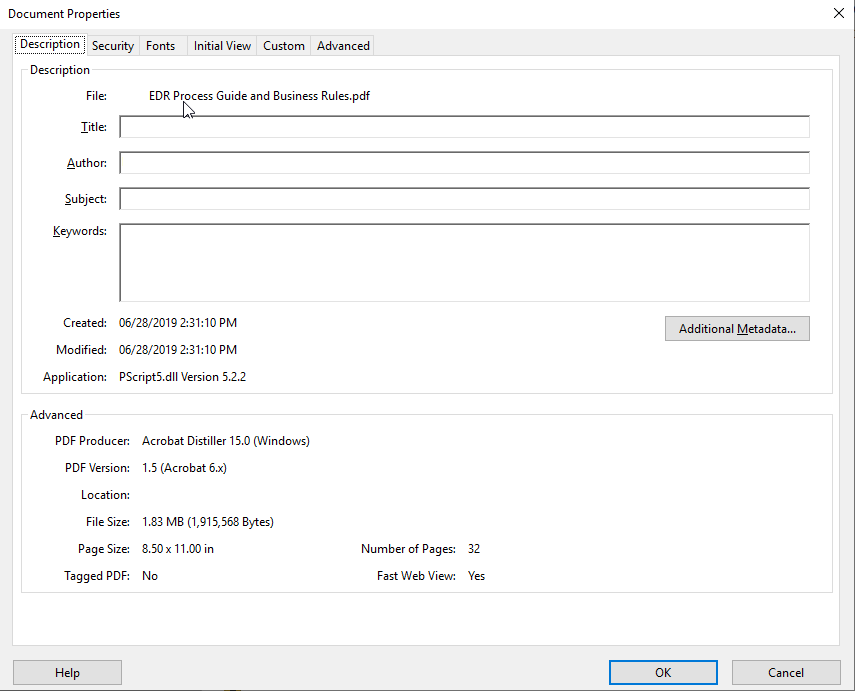 Document Properties
Description Security Fonts Initial View Custom Advanced
Description
File: EDR Process Guide and Business Rules.pdf
Title:
Author:
Subject:
Keywords:
Created: 06/28/2019 2:31:10 PM
Additional Metadata...
Modified: 06/28/2019 2:31:10 PM
Application: PScript5.dll Version 5.2.2
Advanced
PDF Producer: Acrobat Distiller 15.0 (Windows)
PDF Version: 1.5 (Acrobat 6.x)
Location:
File Size: 1.83 MB (1,915,568 Bytes)
Page Size: 8.50 x 11.00 in Number of Pages: 32
Tagged PDF: No Fast Web View: Yes
Help OK Cancel